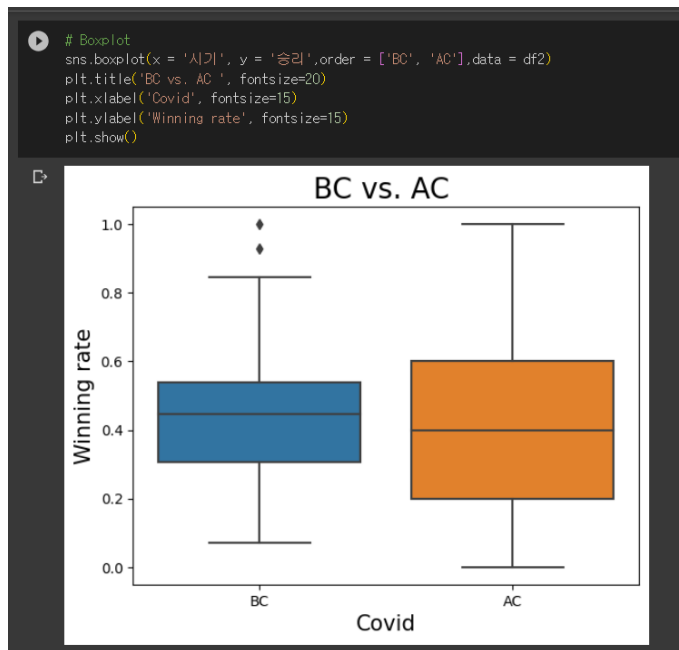 # Boxplot
sns.boxplot(x = '시기', y = '승리',order = ['BC', 'AC'],data = df2)
plt.title('BC vs. AC ', fontsize=20)
plt.xlabel('Covid', fontsize=15)
plt.ylabel('Winning rate', fontsize=15)
plt.show()
BC vs. AC
1.0
0.8
0.6
0.4
0.2
0.0
Winning rate
BC
AC
Covid